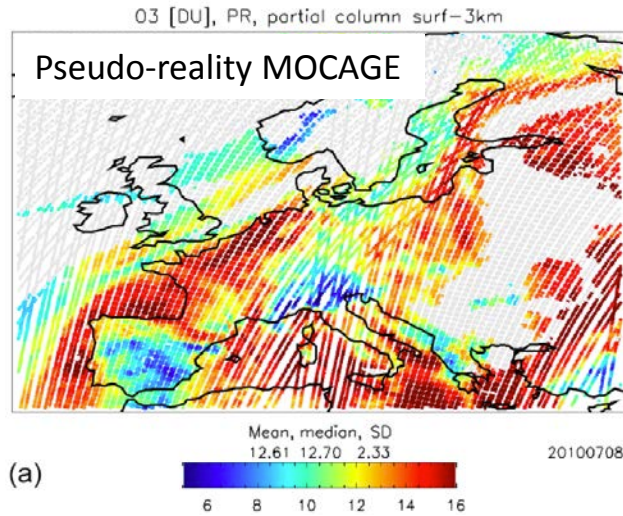 O3 [DU], PR, partial column surf-3km
Pseudo-reality MOCAGE
Mean, median, SD
12.61 12.70 2.33
20100708
(a)
6 8 10 12 14 16